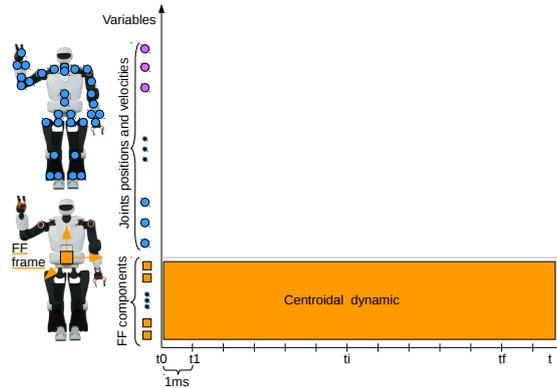 Variables
Joints positions and velocities
FF
frame
FF components
Centroidal dynamic
t0
t1
ti
tf
t
1ms